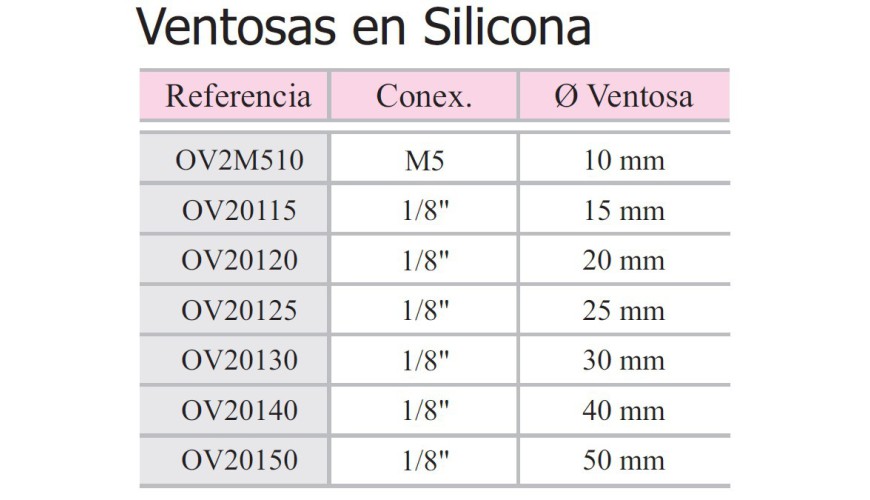 Ventosas en Silicona
Referencia Conex. Ø Ventosa
OV2M510 M5 10 mm
OV20115 1/8" 15 mm
OV20120 1/8" 20 mm
OV20125 1/8" 25 mm
OV20130 1/8" 30 mm
OV20140 1/8" 40 mm
OV20150 1/8" 50 mm